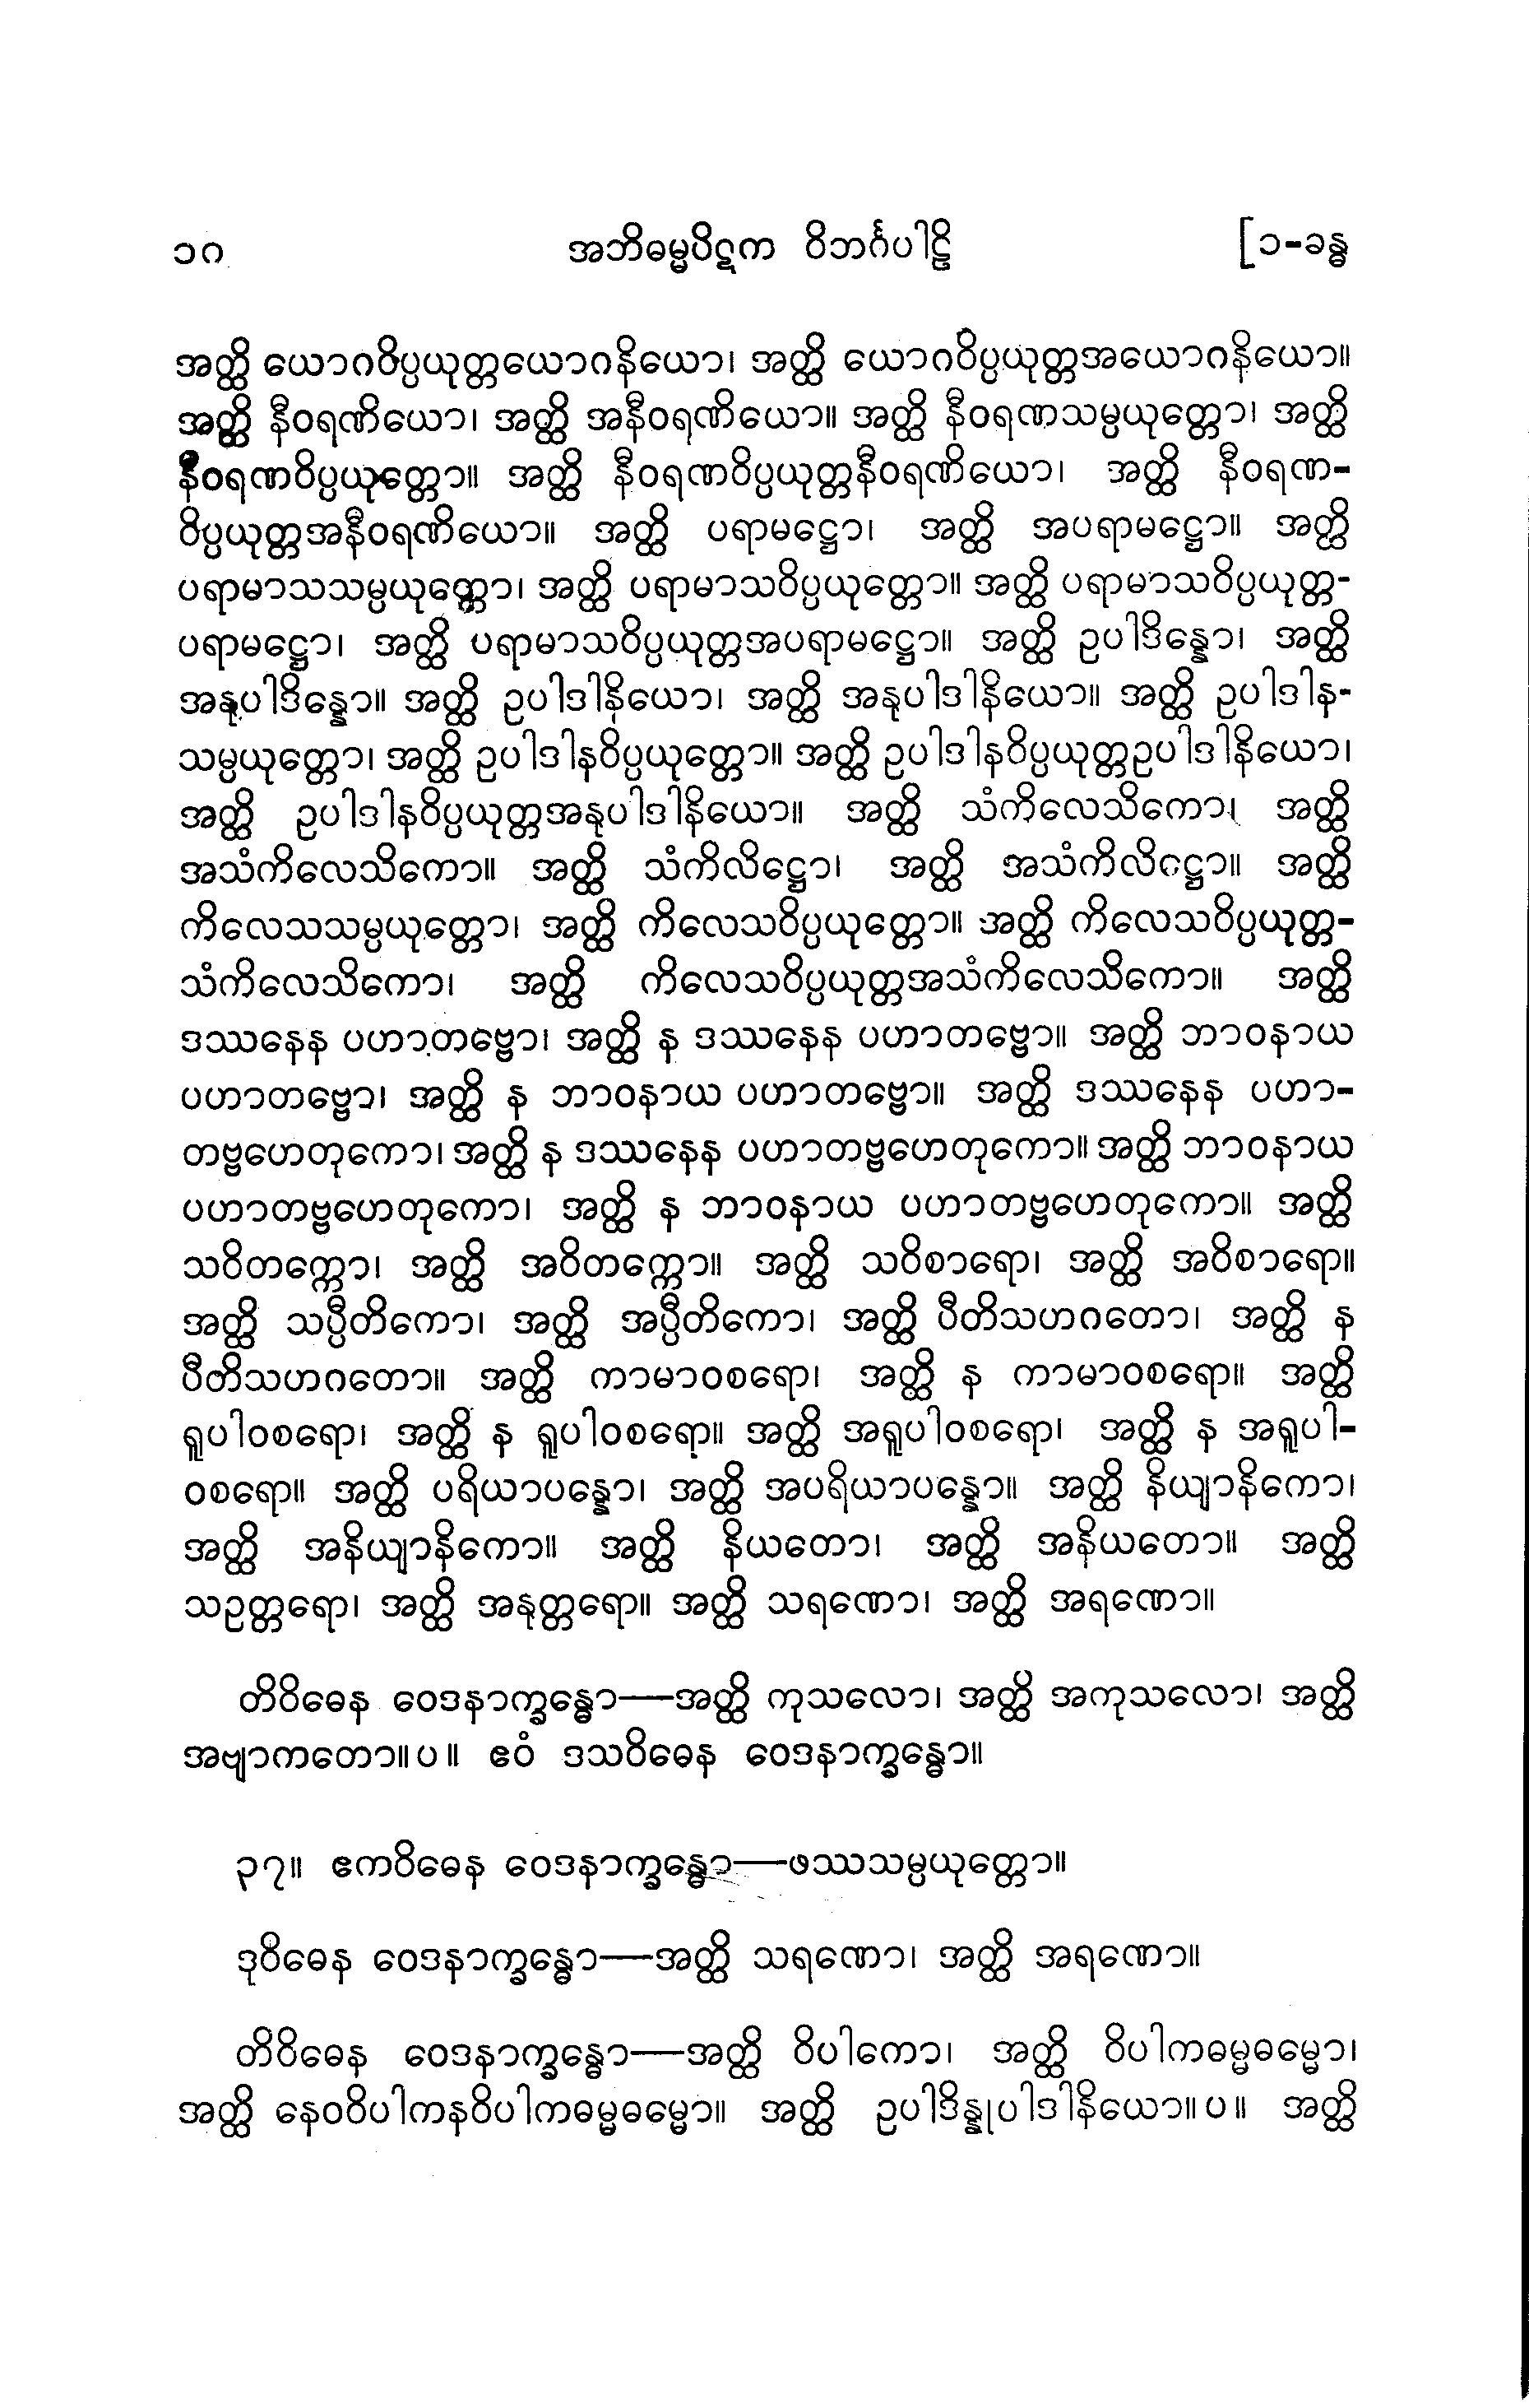 ၁ဂ အဘိဓမ္မပိဋက ဝိဘင်္ဂပါဠိ [၁-ခန္ဓ
အတ္ထိ ယောဂဝိပ္ပယုတ္တယောဂနိယော၊ အတ္ထိ ယောဂဝိပ္ပယုတ္တအယောဂနိယော။
အတ္ထိ နီဝရဏိယော၊ အတ္ထိ အနီဝရဏိယော။ အတ္ထိ နီဝရဏသမ္ပယုတ္တော၊ အတ္ထိ
နီဝရဏဝိပ္ပယုတ္တော။ အတ္ထိ နီဝရဏဝိပ္ပယုတ္တနီဝရဏိယော၊ အတ္ထိ နီဝရဏ-
ဝိပ္ပယုတ္တအနီဝရဏိယော။ အတ္ထိ ပရာမဋ္ဌော၊ အတ္ထိ အပရာမဋ္ဌော။ အတ္ထိ
ပရာမာသသမ္ပယုတ္တော၊ အတ္ထိ ပရာမာသဝိပ္ပယုတ္တော။ အတ္ထိ ပရာမာသဝိပ္ပယုတ္တ-
ပရာမဋ္ဌော၊ အတ္ထိ ပရာမာသဝိပ္ပယုတ္တအပရာမဋ္ဌော။ အတ္ထိ ဥပါဒိန္နော၊ အတ္ထိ
အနုပါဒိန္နော။ အတ္ထိ ဥပါဒါနိယော၊ အတ္ထိ အနုပါဒါနိယော။ အတ္ထိ ဥပါဒါန-
သမ္ပယုတ္တော၊ အတ္ထိ ဥပါဒါနဝိပ္ပယုတ္တော။ အတ္ထိ ဥပါဒါနဝိပ္ပယုတ္တဥပါဒါနိယော၊
အတ္ထိ ဥပါဒါနဝိပ္ပယုတ္တအနုပါဒါနိယော။ အတ္ထိ သံကိလေသိကော၊ အတ္ထိ
အသံကိလေသိကော။ အတ္ထိ သံကိလိဋ္ဌော၊ အတ္ထိ အသံကိလိဋ္ဌော။ အတ္ထိ
ကိလေသသမ္ပယုတ္တော၊ အတ္ထိ ကိလေသဝိပ္ပယုတ္တော။ အတ္ထိ ကိလေသဝိပ္ပယုတ္တ-
သံကိလေသိကော၊ အတ္ထိ ကိလေသဝိပ္ပယုတ္တအသံကိလေသိကော။ အတ္ထိ
ဒဿနေန ပဟာတဗ္ဗော၊ အတ္ထိ န ဒဿနေန ပဟာတဗ္ဗော။ အတ္ထိ ဘာဝနာယ
ပဟာတဗ္ဗော၊ အတ္ထိ န ဘာဝနာယ ပဟာတဗ္ဗော။ အတ္ထိ ဒဿနေန ပဟာ-
တဗ္ဗဟေတုကော၊ အတ္ထိ န ဒဿနေန ပဟာတဗ္ဗဟေတုကော။ အတ္ထိ ဘာဝနာယ
ပဟာတဗ္ဗဟေတုကော၊ အတ္ထိ န ဘာဝနာယ ပဟာတဗ္ဗဟေတုကော။ အတ္ထိ
သဝိတက္ကော၊ အတ္ထိ အဝိတက္ကော။ အတ္ထိ သဝိစာရော၊ အတ္ထိ အဝိစာရော။
အတ္ထိ သပ္ပီတိကော၊ အတ္ထိ အပ္ပီတိကော၊ အတ္ထိ ပီတိသဟဂတော၊ အတ္ထိ န
ပီတိသဟဂတော။ အတ္ထိ ကာမာဝစရော၊ အတ္ထိ န ကာမာဝစရော။ အတ္ထိ
ရူပါဝစရော၊ အတ္ထိ န ရူပါဝစရော။ အတ္ထိ အရူပါဝစရော၊ အတ္ထိ န အရူပါ-
ဝစရော။ အတ္ထိ ပရိယာပန္နော၊ အတ္ထိ အပရိယာပန္နော။ အတ္ထိ နိယျာနိကော၊
အတ္ထိ အနိယျာနိကော။ အတ္ထိ နိယတော၊ အတ္ထိ အနိယတော။ အတ္ထိ
သဥတ္တရော၊ အတ္ထိ အနုတ္တရော။ အတ္ထိ သရဏော၊ အတ္ထိ အရဏော။
တိဝိဓေန ဝေဒနာက္ခန္ဓော—အတ္ထိ ကုသလော၊ အတ္ထိ အကုသလော၊ အတ္ထိ
အဗျာကတော။ ပ ။ ဧဝံ ဒသဝိဓေန ဝေဒနာက္ခန္ဓော။
၃၇။ ဧကဝိဓေန ဝေဒနာက္ခန္ဓော—ဖဿသမ္ပယုတ္တော။
ဒုဝိဓေန ဝေဒနာက္ခန္ဓော—အတ္ထိ သရဏော၊ အတ္ထိ အရဏော။
တိဝိဓေန ဝေဒနာက္ခန္ဓော—အတ္ထိ ဝိပါကော၊ အတ္ထိ ဝိပါကဓမ္မဓမ္မော၊
အတ္ထိ နေဝဝိပါကနဝိပါကဓမ္မဓမ္မော။ အတ္ထိ ဥပါဒိန္နုပါဒါနိယော။ ပ ။ အတ္ထိ